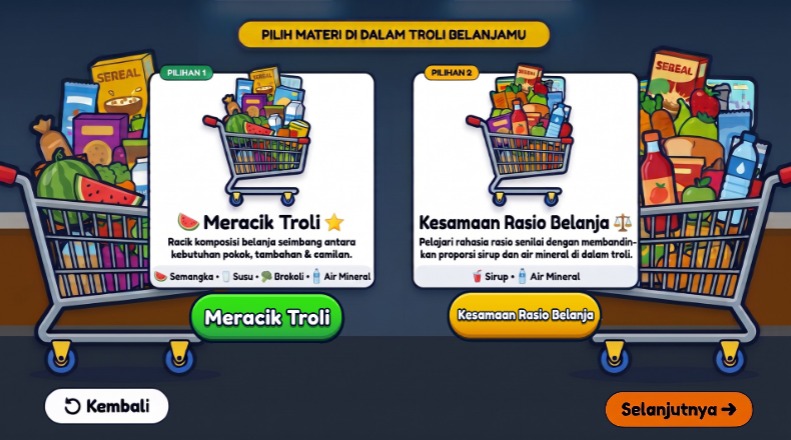 PILIH MATERI DI DALAM TROLI BELANJAMU
PILIHAN 1
SEREAL
Meracik Troli
Racik komposisi belanja seimbang antara
kebutuhan pokok, tambahan & camilan.
Semangka • Susu • Brokoli • Air Mineral
Meracik Troli
PILIHAN 2
SEREAL
Kesamaan Rasio Belanja
Pelajari rahasia rasio senilai dengan membandin-
kan proporsi sirup dan air mineral di dalam troli.
Sirup • Air Mineral
Kesamaan Rasio Belanja
Kembali
Selanjutnya →